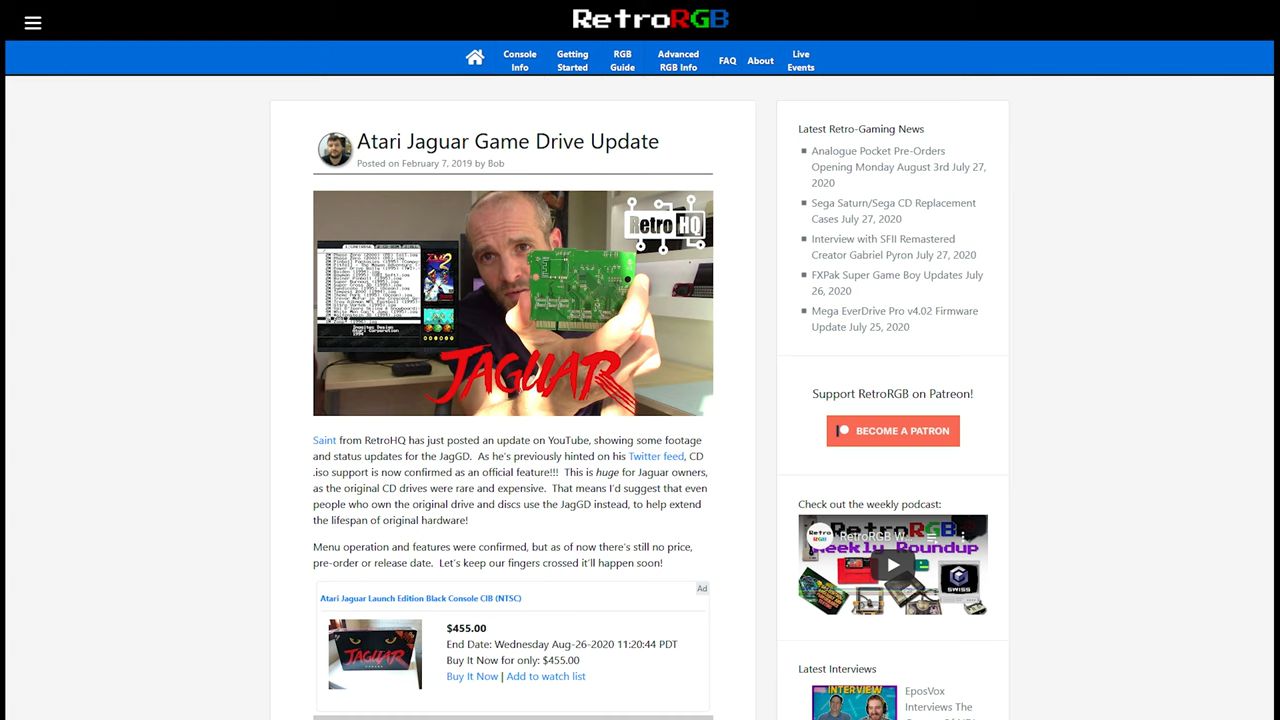 RetroRGB
Console
Info
Getting
Started
RGB
Guide
Advanced
RGB Info
FAQ
About
Live
Events
Atari Jaguar Game Drive Update
Posted on February 7, 2019 by Bob
Retro HQ
JAGUAR
Saint from RetroHQ has just posted an update on YouTube, showing some footage
and status updates for the JagGD.  As he's previously hinted on his Twitter feed, CD
.iso support is now confirmed as an official feature!!!  This is huge for Jaguar owners,
as the original CD drives were rare and expensive.  That means I'd suggest that even
people who own the original drive and discs use the JagGD instead, to help extend
the lifespan of original hardware!
Menu operation and features were confirmed, but as of now there's still no price,
pre-order or release date.  Let's keep our fingers crossed it'll happen soon!
Ad
Atari Jaguar Launch Edition Black Console CIB (NTSC)
JAGUAR
$455.00
End Date: Wednesday Aug-26-2020 11:20:44 PDT
Buy It Now for only: $455.00
Buy It Now | Add to watch list
Latest Retro-Gaming News
Analogue Pocket Pre-Orders
Opening Monday August 3rd July 27,
2020
Sega Saturn/Sega CD Replacement
Cases July 27, 2020
Interview with SFII Remastered
Creator Gabriel Pyron July 27, 2020
FXPak Super Game Boy Updates July
26, 2020
Mega EverDrive Pro v4.02 Firmware
Update July 25, 2020
Support RetroRGB on Patreon!
BECOME A PATRON
Check out the weekly podcast:
RetroRGB
RetroRGB W...
Weekly Roundup
SWISS
Latest Interviews
INTERVIEW
EposVox
Interviews The